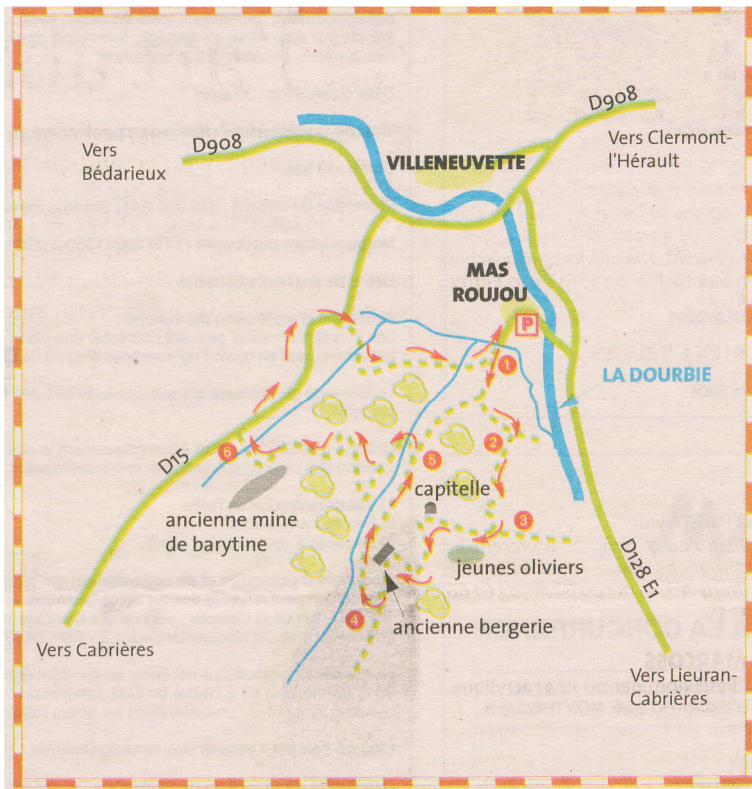 D908
D908
Vers
Bédarieux
Vers Clermont-
l'Hérault
VILLENEUVETTE
MAS
ROUJOU
P
1
LA DOURBIE
2
6
D15
5
capitelle
3
ancienne mine
de barytine
jeunes oliviers
D128 E1
4
ancienne bergerie
Vers Cabrières
Vers Lieuran-
Cabrières